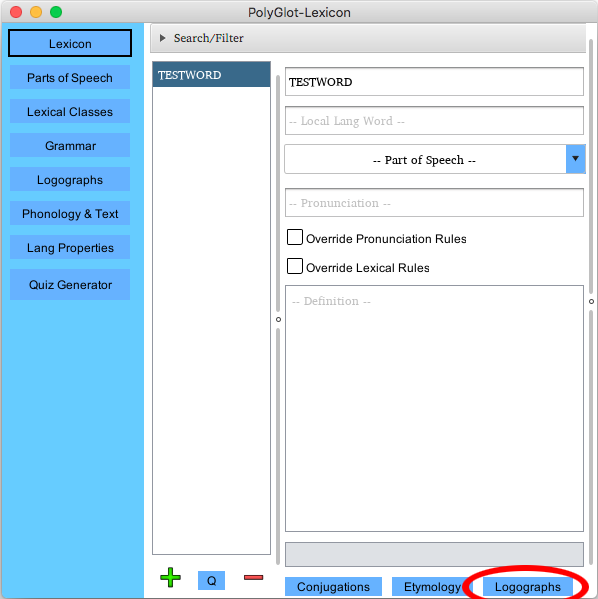 PolyGlot-Lexicon
Lexicon
Parts of Speech
Lexical Classes
Grammar
Logographs
Phonology & Text
Lang Properties
Quiz Generator
Search/Filter
TESTWORD
Q
TESTWORD
-- Local Lang Word --
-- Part of Speech --
-- Pronunciation --
Override Pronunciation Rules
Override Lexical Rules
-- Definition --
Conjugations Etymology Logographs